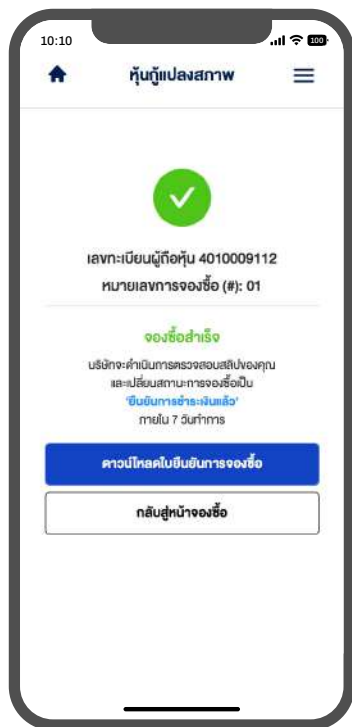 10:10
100
หุ้นกู้แปลงสภาพ
เลขทะเบียนผู้ถือหุ้น 4010009112
หมายเลขการจองซื้อ (#): 01
จองซื้อสำเร็จ
บริษัทจะดำเนินการตรวจสอบสลิปของคุณ
และเปลี่ยนสถานะการจองซื้อเป็น
'ยืนยันการชำระเงินแล้ว'
ภายใน 7 วันทำการ
ดาวน์โหลดใบยืนยันการจองซื้อ
กลับสู่หน้าจองซื้อ